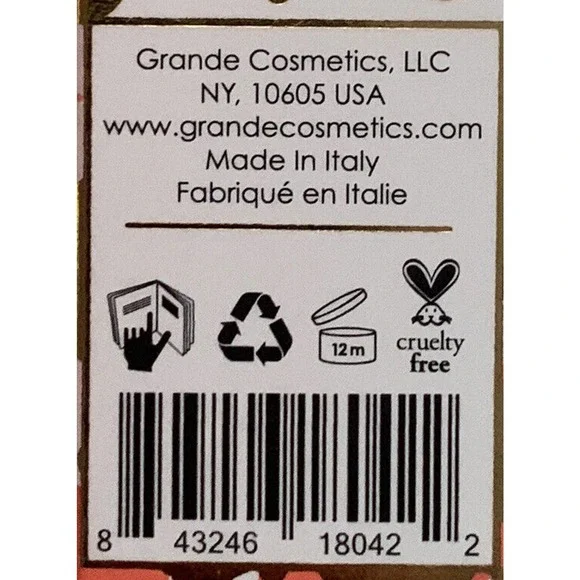 Grande Cosmetics, LLC
NY, 10605 USA
www.grandecosmetics.com
Made In Italy
Fabriqué en Italie
12m
cruelty
free
8 43246 18042 2